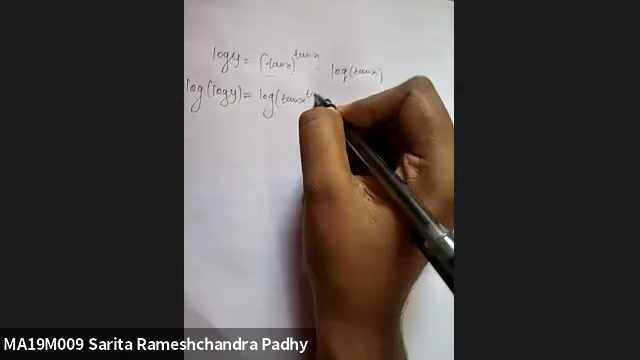 log y = (tan x)^tan x · log(tan x)
log(log y) = log(tan x^
MA19M009 Sarita Rameshchandra Padhy